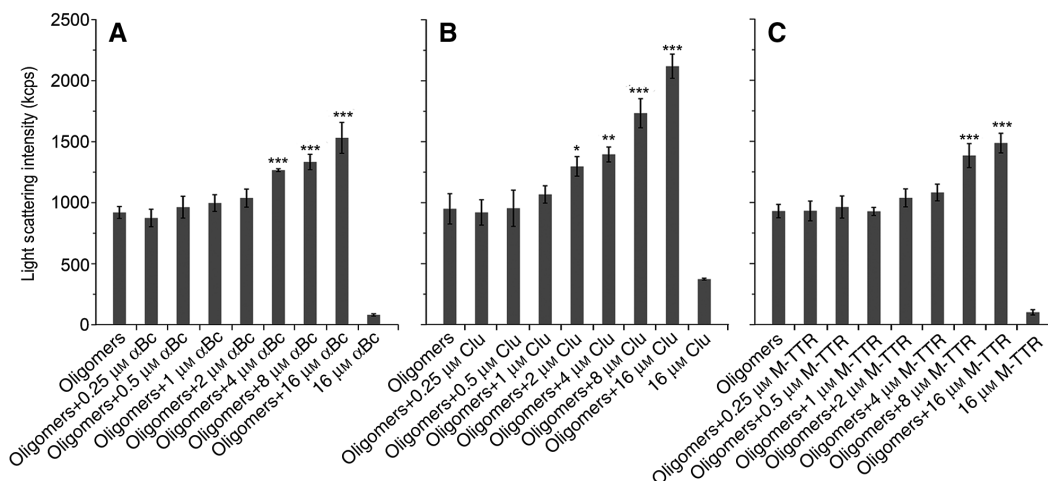 A
B
C
Light scattering intensity (kcps)
2500
2000
1500
1000
500
0
***
***
***
*
**
***
***
***
***
Oligomers
Oligomers+0.25 μM αBc
Oligomers+0.5 μM αBc
Oligomers+1 μM αBc
Oligomers+2 μM αBc
Oligomers+4 μM αBc
Oligomers+8 μM αBc
Oligomers+16 μM αBc
16 μM αBc
Oligomers
Oligomers+0.25 μM Clu
Oligomers+0.5 μM Clu
Oligomers+1 μM Clu
Oligomers+2 μM Clu
Oligomers+4 μM Clu
Oligomers+8 μM Clu
Oligomers+16 μM Clu
16 μM Clu
Oligomers
Oligomers+0.25 μM M-TTR
Oligomers+0.5 μM M-TTR
Oligomers+1 μM M-TTR
Oligomers+2 μM M-TTR
Oligomers+4 μM M-TTR
Oligomers+8 μM M-TTR
Oligomers+16 μM M-TTR
16 μM M-TTR